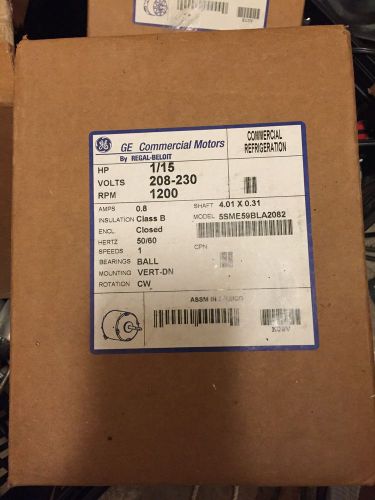 GE Commercial Motors
By REGAL-BELOIT
COMMERCIAL
REFRIGERATION
HP 1/15
VOLTS 208-230
RPM 1200
AMPS 0.8
SHAFT 4.01 X 0.31
INSULATION Class B
MODEL 5SME59BLA2082
ENCL Closed
HERTZ 50/60
SPEEDS 1
CPN
BEARINGS BALL
MOUNTING VERT-DN
ROTATION CW
ASSM IN